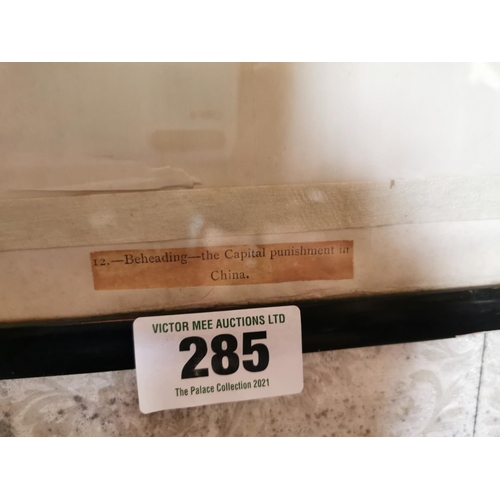 12.—Beheading—the Capital punishment in
China.
VICTOR MEE AUCTIONS LTD
285
The Palace Collection 2021